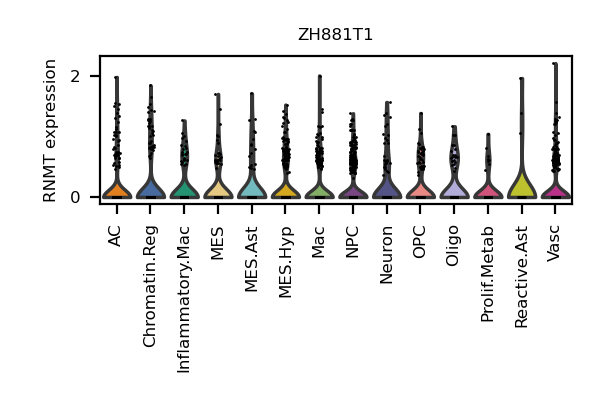 ZH881T1
RNMT expression
2
0
AC
Chromatin.Reg
Inflammatory.Mac
MES
MES.Ast
MES.Hyp
Mac
NPC
Neuron
OPC
Oligo
Prolif.Metab
Reactive.Ast
Vasc